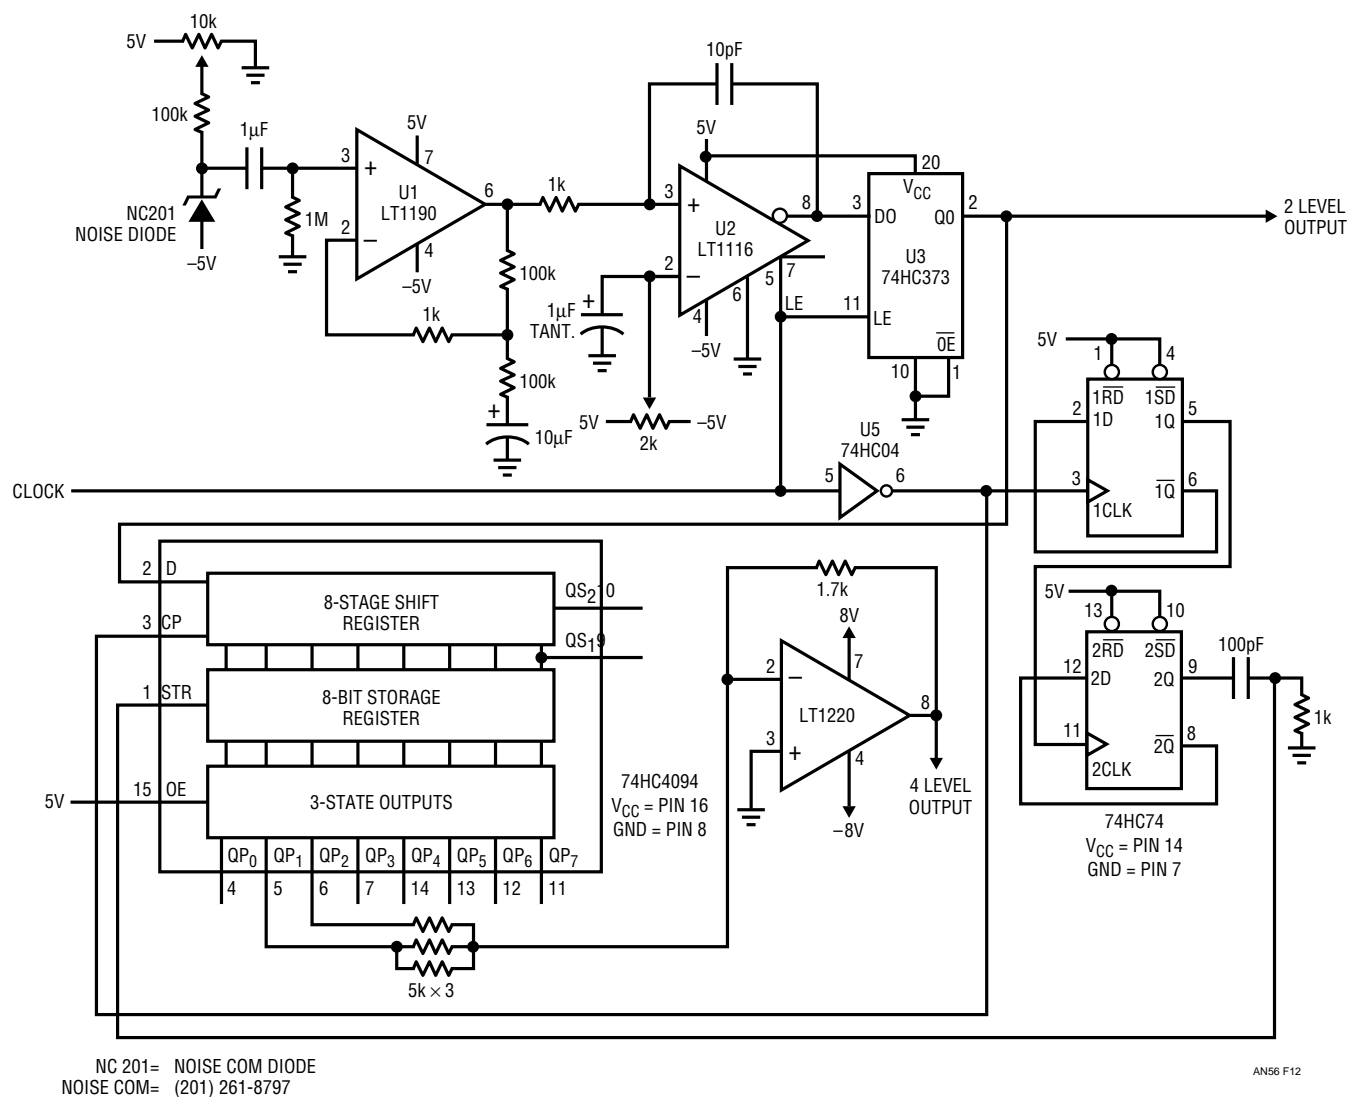 10k
5V
100k
1µF
5V
10pF
5V
3
+
7
U1
LT1190
6
1k
3
+
8
20
VCC
3
DO
Q0
2
2 LEVEL
OUTPUT
NC201
NOISE DIODE
1M
2
–
4
–5V
–5V
U2
LT1116
2
–
7
5
6
4
–5V
U3
74HC373
LE
11
LE
OE
10
1
100k
1k
1µF
TANT.
+
100k
+
10µF
5V
–5V
2k
5V
1
4
1RD
1SD
2
1D
1Q
5
3
1CLK
1Q
6
U5
74HC04
CLOCK
5
6
2
D
8-STAGE SHIFT
REGISTER
QS2
10
3
CP
QS1
9
1
STR
8-BIT STORAGE
REGISTER
5V
15
OE
3-STATE OUTPUTS
74HC4094
VCC = PIN 16
GND = PIN 8
QP0
QP1
QP2
QP3
QP4
QP5
QP6
QP7
4
5
6
7
14
13
12
11
5k × 3
1.7k
8V
7
2
–
LT1220
8
3
+
4
–8V
4 LEVEL
OUTPUT
5V
13
10
2RD
2SD
12
2D
2Q
9
100pF
1k
11
2CLK
2Q
8
74HC74
VCC = PIN 14
GND = PIN 7
NC 201= NOISE COM DIODE
NOISE COM= (201) 261-8797
AN56 F12